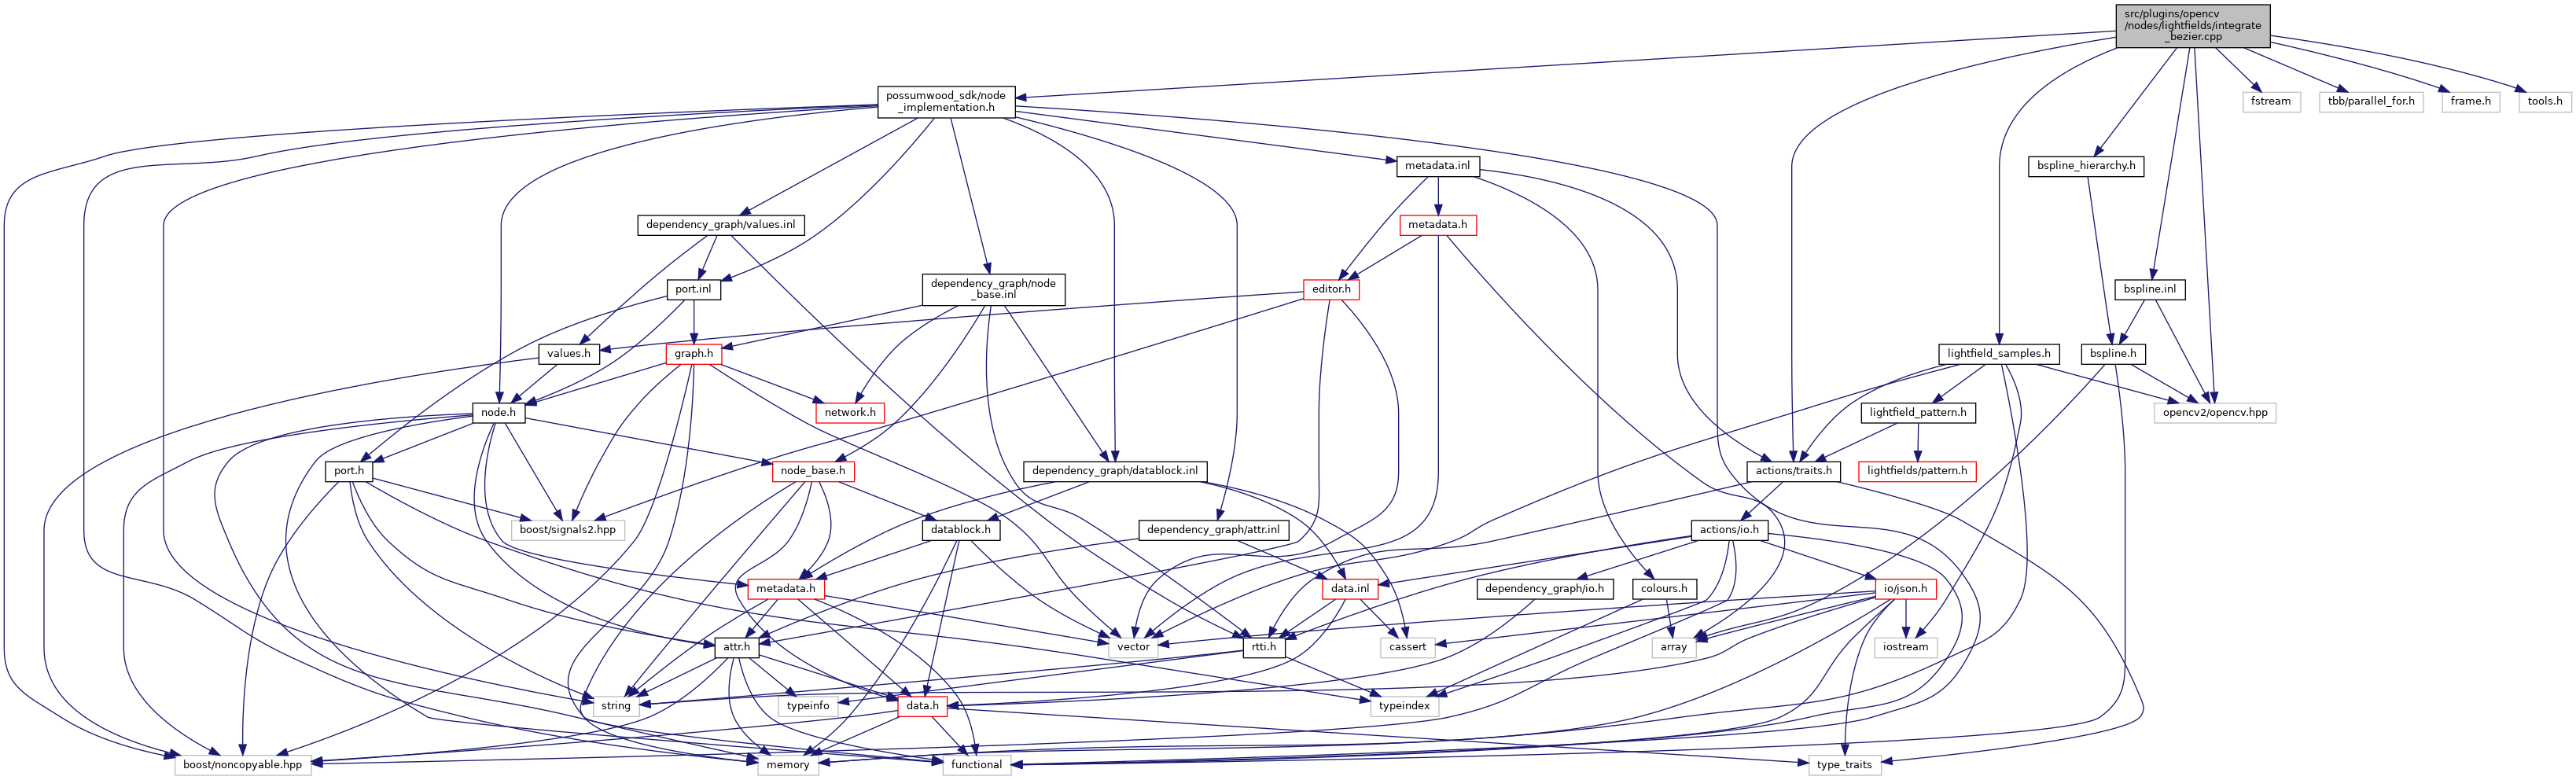 src/plugins/opencv
/nodes/lightfields/integrate
_bezier.cpp
possumwood_sdk/node
_implementation.h
fstream
tbb/parallel_for.h
frame.h
tools.h
metadata.inl
bspline_hierarchy.h
dependency_graph/values.inl
metadata.h
port.inl
dependency_graph/node
_base.inl
editor.h
bspline.inl
values.h
graph.h
lightfield_samples.h
bspline.h
node.h
network.h
lightfield_pattern.h
opencv2/opencv.hpp
port.h
node_base.h
dependency_graph/datablock.inl
actions/traits.h
lightfields/pattern.h
boost/signals2.hpp
datablock.h
dependency_graph/attr.inl
actions/io.h
metadata.h
data.inl
dependency_graph/io.h
colours.h
io/json.h
attr.h
vector
rtti.h
cassert
array
iostream
string
typeinfo
data.h
typeindex
boost/noncopyable.hpp
memory
functional
type_traits